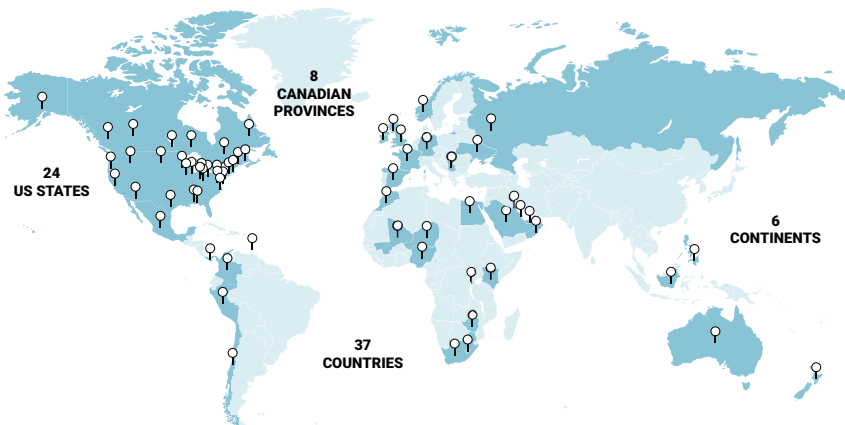 8
CANADIAN
PROVINCES
24
US STATES
6
CONTINENTS
37
COUNTRIES